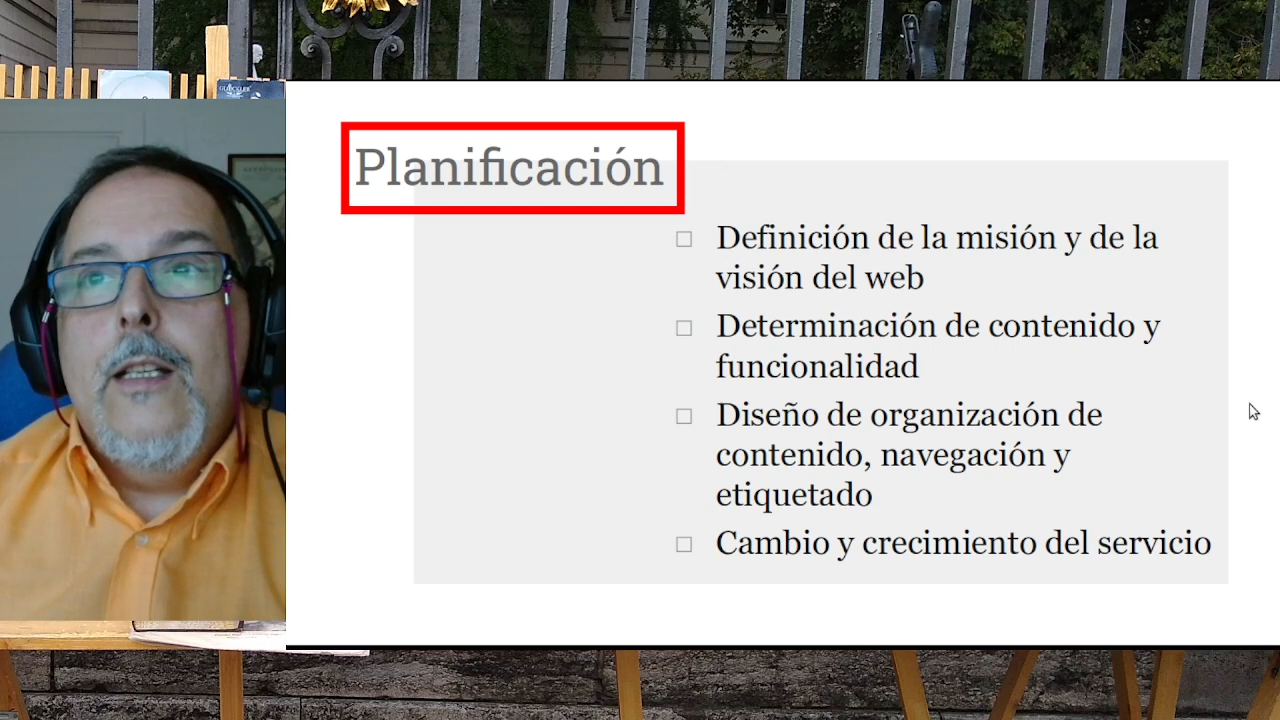 Planificación
Definición de la misión y de la
visión del web
Determinación de contenido y
funcionalidad
Diseño de organización de
contenido, navegación y
etiquetado
Cambio y crecimiento del servicio